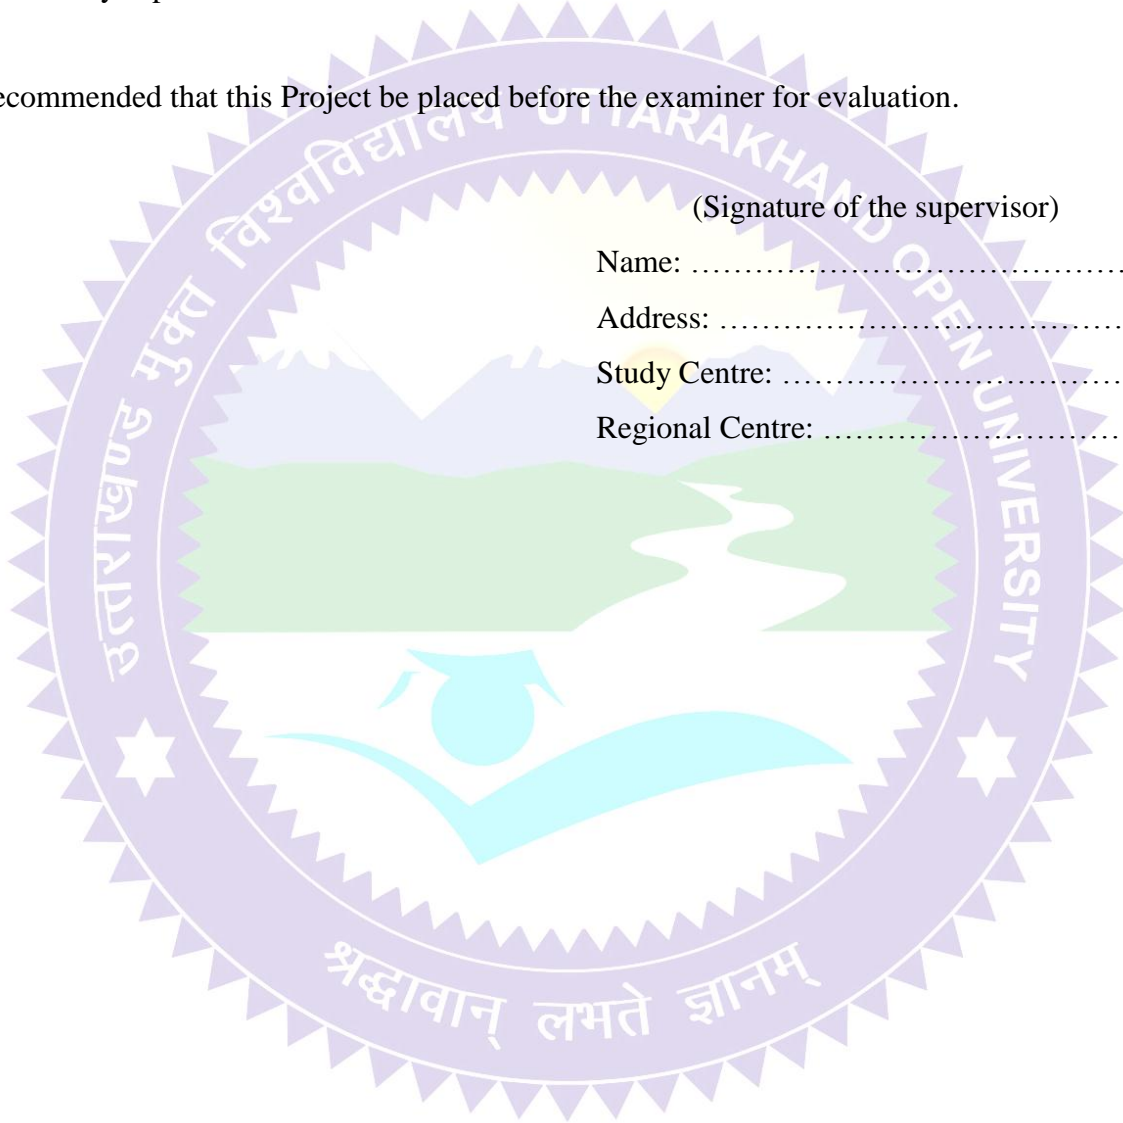 ecommended that this Project be placed before the examiner for evaluation.
(Signature of the supervisor)
Name: ……………………………………
Address: …………………………………
Study Centre: ……………………………
Regional Centre: …………………………
उत्तराखण्ड मुक्त विश्वविद्यालय UTTARAKHAND OPEN UNIVERSITY
श्रद्धावान् लभते ज्ञानम्